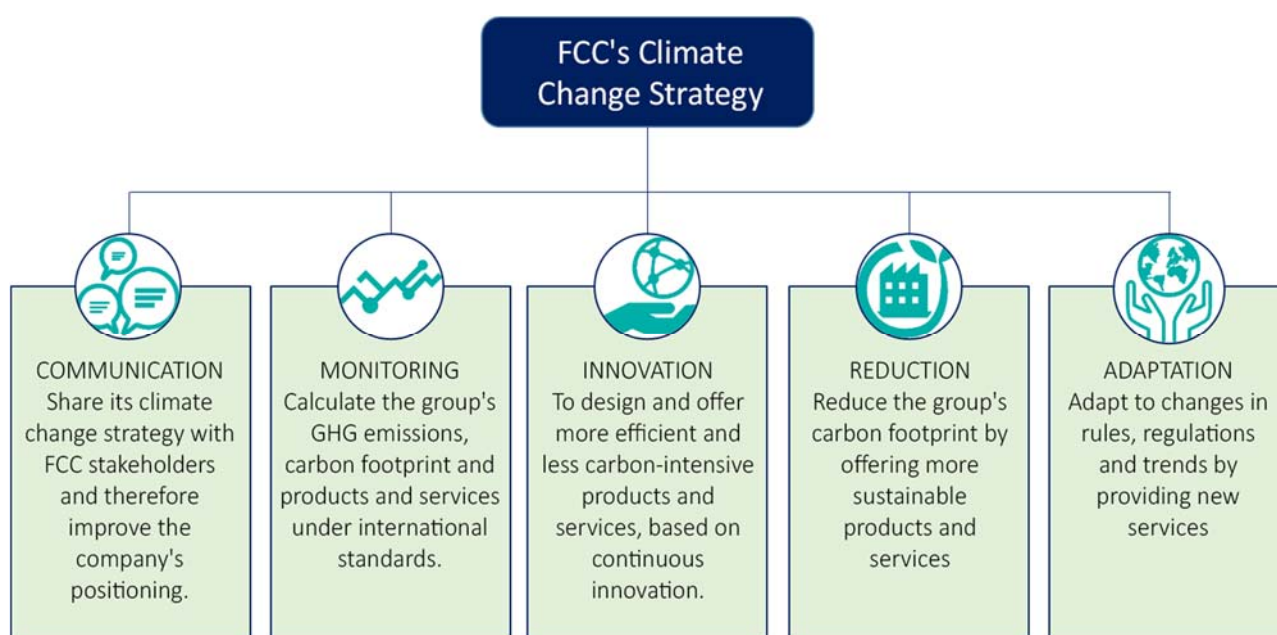 FCC's Climate
Change Strategy
COMMUNICATION
Share its climate
change strategy with
FCC stakeholders
and therefore
improve the
company's
positioning.
MONITORING
Calculate the group's
GHG emissions,
carbon footprint and
products and services
under international
standards.
INNOVATION
To design and offer
more efficient and
less carbon-intensive
products and
services, based on
continuous
innovation.
REDUCTION
Reduce the group's
carbon footprint by
offering more
sustainable
products and
services
ADAPTATION
Adapt to changes in
rules, regulations
and trends by
providing new
services